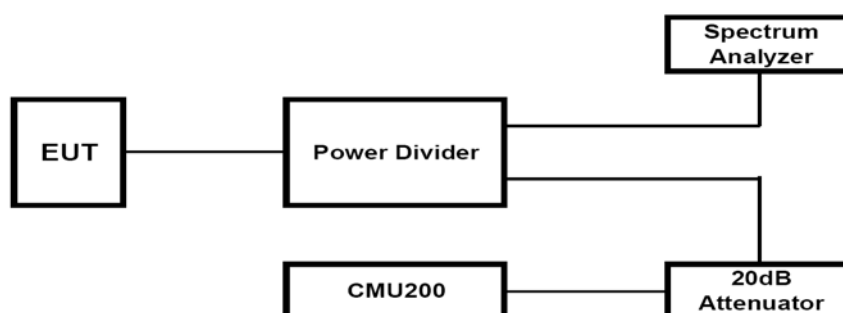 Spectrum
Analyzer
EUT
Power Divider
CMU200
20dB
Attenuator